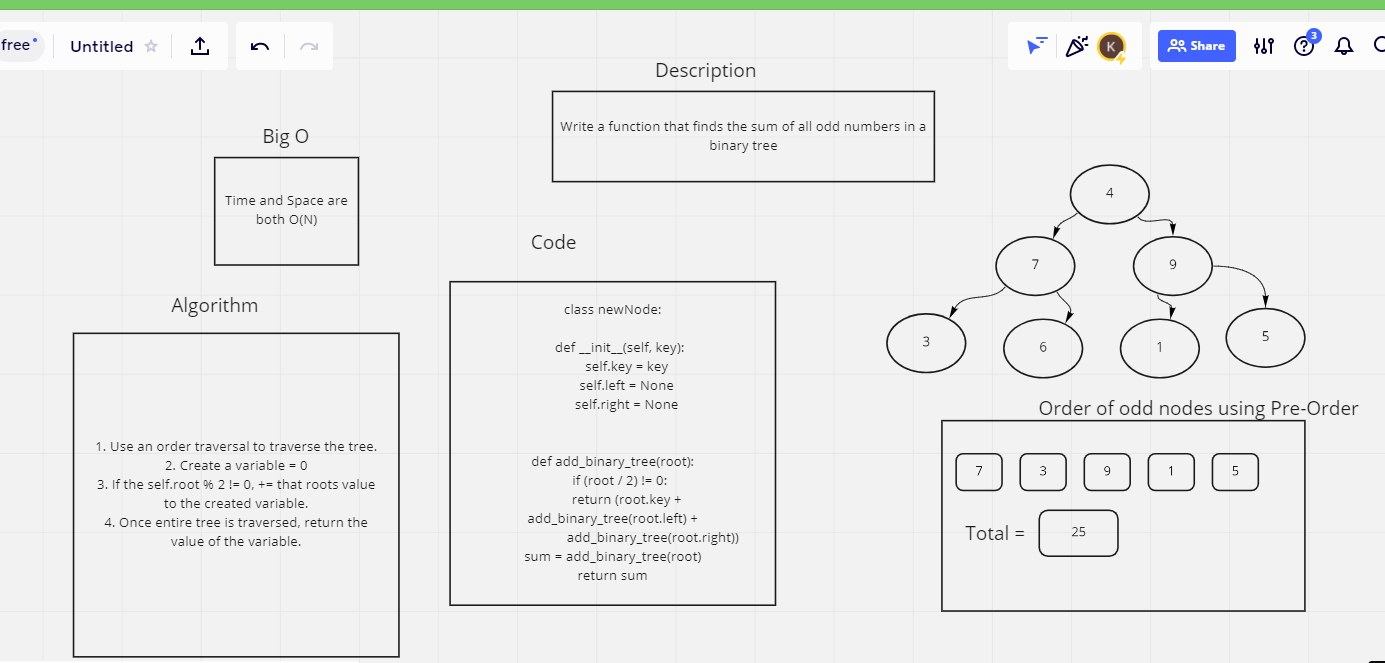 free
Untitled
K
Share
3
Description
Write a function that finds the sum of all odd numbers in a
binary tree
Big O
Time and Space are
both O(N)
Algorithm
1. Use an order traversal to traverse the tree.
2. Create a variable = 0
3. If the self.root % 2 != 0, += that roots value
to the created variable.
4. Once entire tree is traversed, return the
value of the variable.
Code
class newNode:
def __init__(self, key):
self.key = key
self.left = None
self.right = None
def add_binary_tree(root):
if (root / 2) != 0:
return (root.key +
add_binary_tree(root.left) +
add_binary_tree(root.right))
sum = add_binary_tree(root)
return sum
4
7
9
3
6
1
5
Order of odd nodes using Pre-Order
7
3
9
1
5
Total =
25